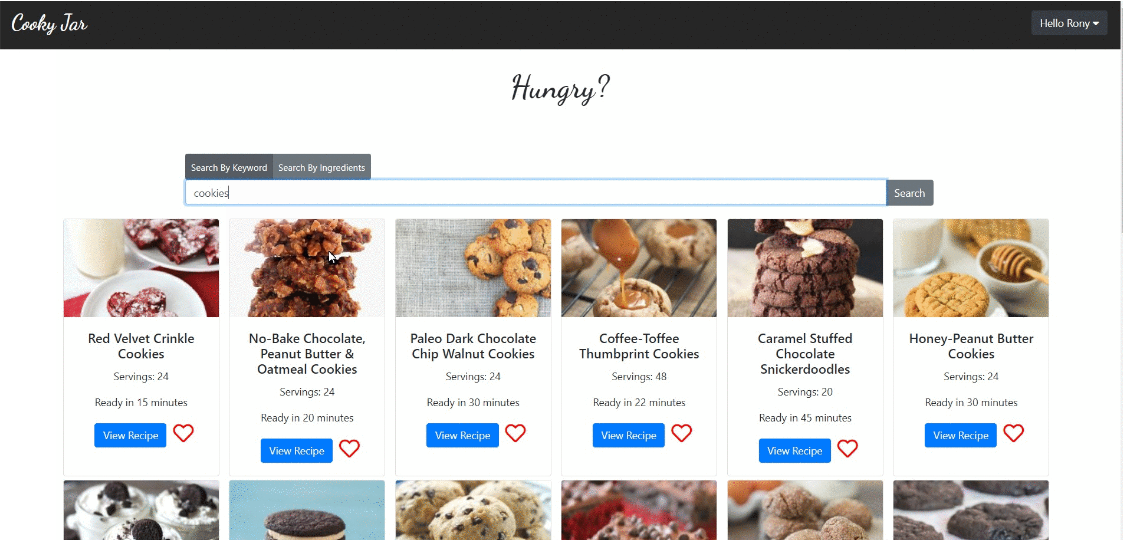 Cooky Jar
Hello Rony
Hungry?
Search By Keyword Search By Ingredients
cookies
Search
Red Velvet Crinkle
Cookies
Servings: 24
Ready in 15 minutes
View Recipe
No-Bake Chocolate,
Peanut Butter &
Oatmeal Cookies
Servings: 24
Ready in 20 minutes
View Recipe
Paleo Dark Chocolate
Chip Walnut Cookies
Servings: 24
Ready in 30 minutes
View Recipe
Coffee-Toffee
Thumbprint Cookies
Servings: 48
Ready in 22 minutes
View Recipe
Caramel Stuffed
Chocolate
Snickerdoodles
Servings: 20
Ready in 45 minutes
View Recipe
Honey-Peanut Butter
Cookies
Servings: 24
Ready in 30 minutes
View Recipe